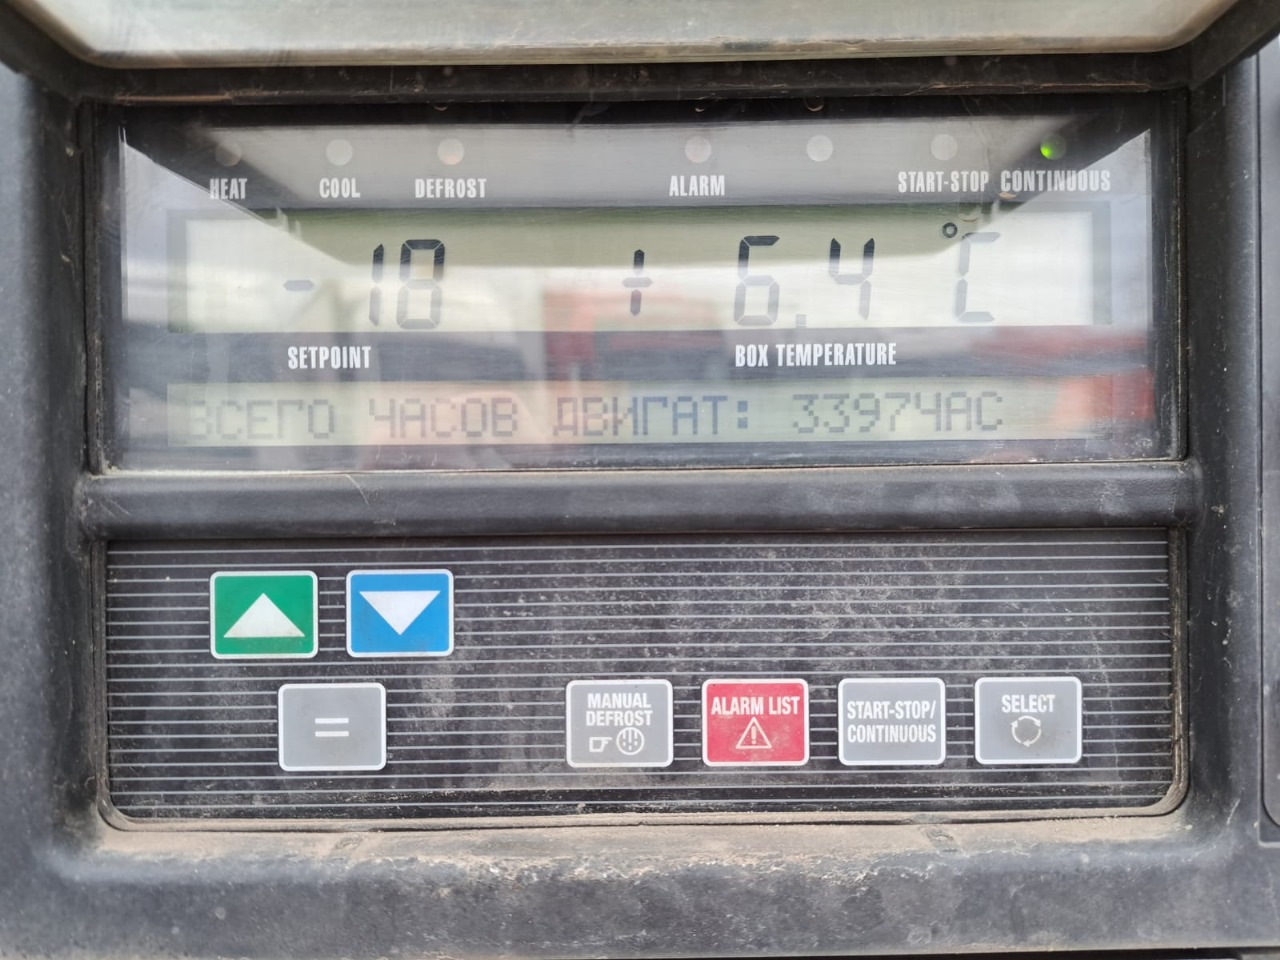 HEAT COOL DEFROST ALARM START-STOP CONTINUOUS
-18 +6.4 °C
SETPOINT BOX TEMPERATURE
ВСЕГО ЧАСОВ ДВИГАТ: 33974ЧАС
=
MANUAL
DEFROST
ALARM LIST
START-STOP/
CONTINUOUS
SELECT